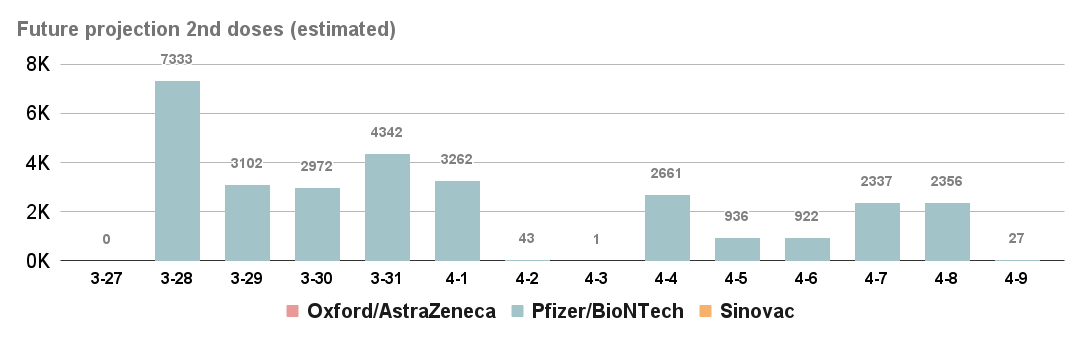 Future projection 2nd doses (estimated)
8K
6K
4K
2K
0K
0
7333
3102
2972
4342
3262
43
1
2661
936
922
2337
2356
27
3-27 3-28 3-29 3-30 3-31 4-1 4-2 4-3 4-4 4-5 4-6 4-7 4-8 4-9
Oxford/AstraZeneca Pfizer/BioNTech Sinovac